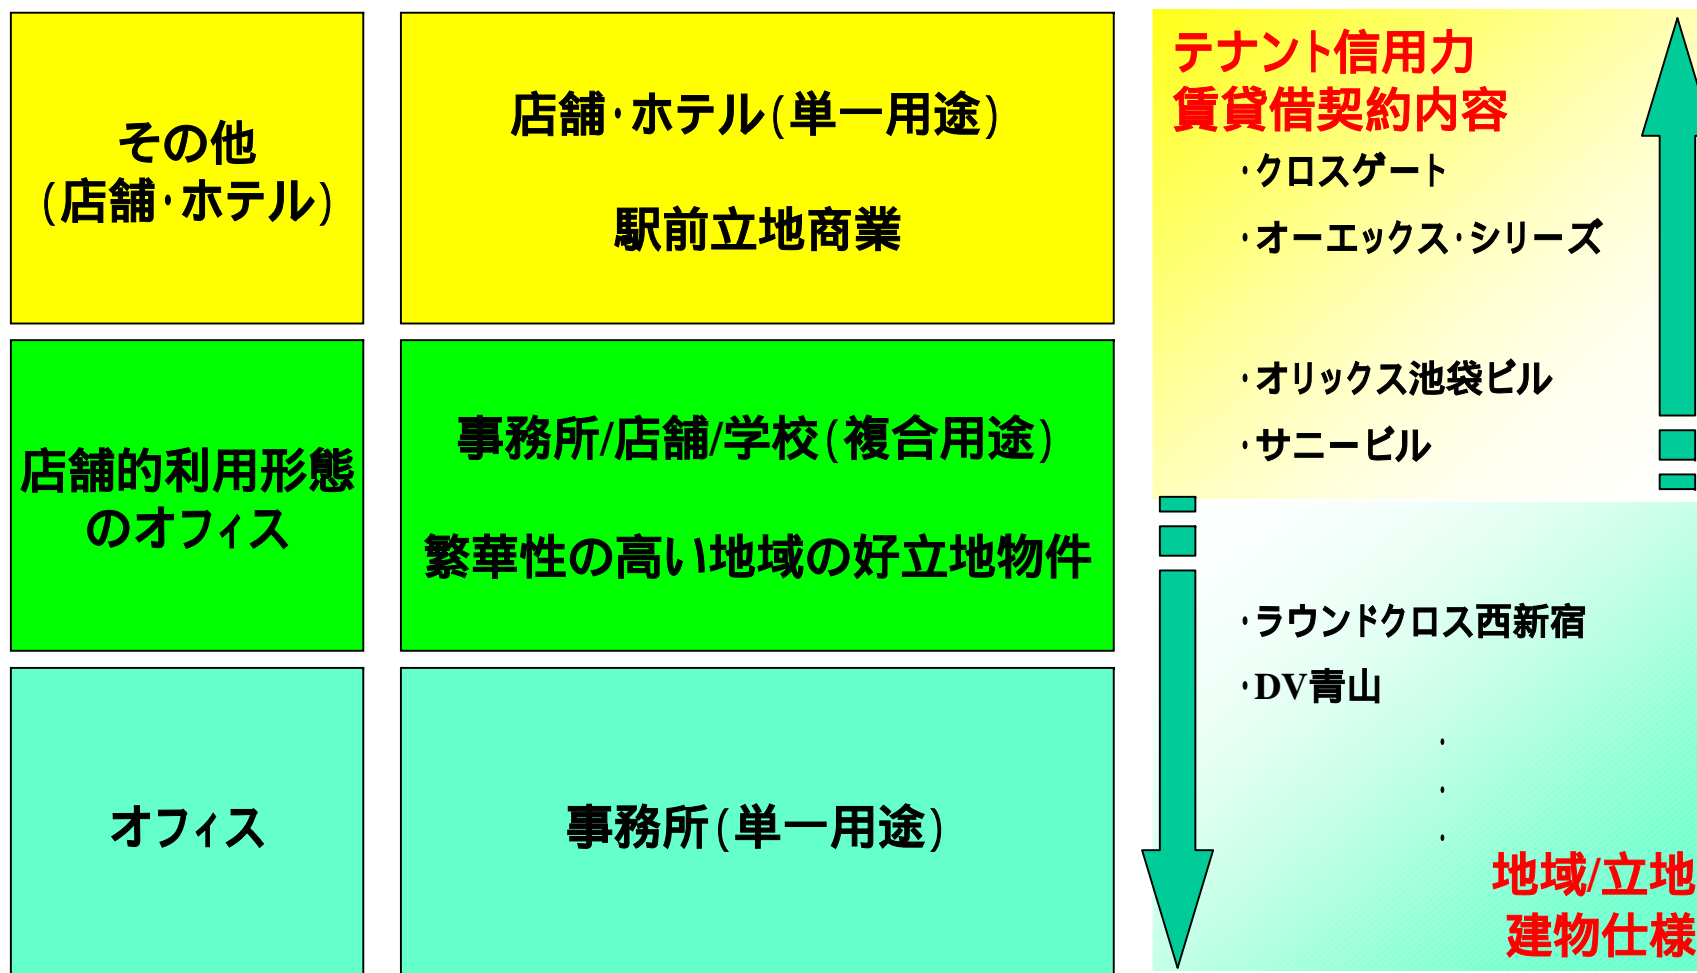 その他
(店舗・ホテル)
店舗・ホテル(単一用途)
駅前立地商業
店舗的利用形態
のオフィス
事務所/店舗/学校(複合用途)
繁華性の高い地域の好立地物件
オフィス
事務所(単一用途)
テナント信用力
賃貸借契約内容
・クロスゲート
・オーエックス・シリーズ
・オリックス池袋ビル
・サニービル
・ラウンドクロス西新宿
・DV青山
・
・
・
地域/立地
建物仕様